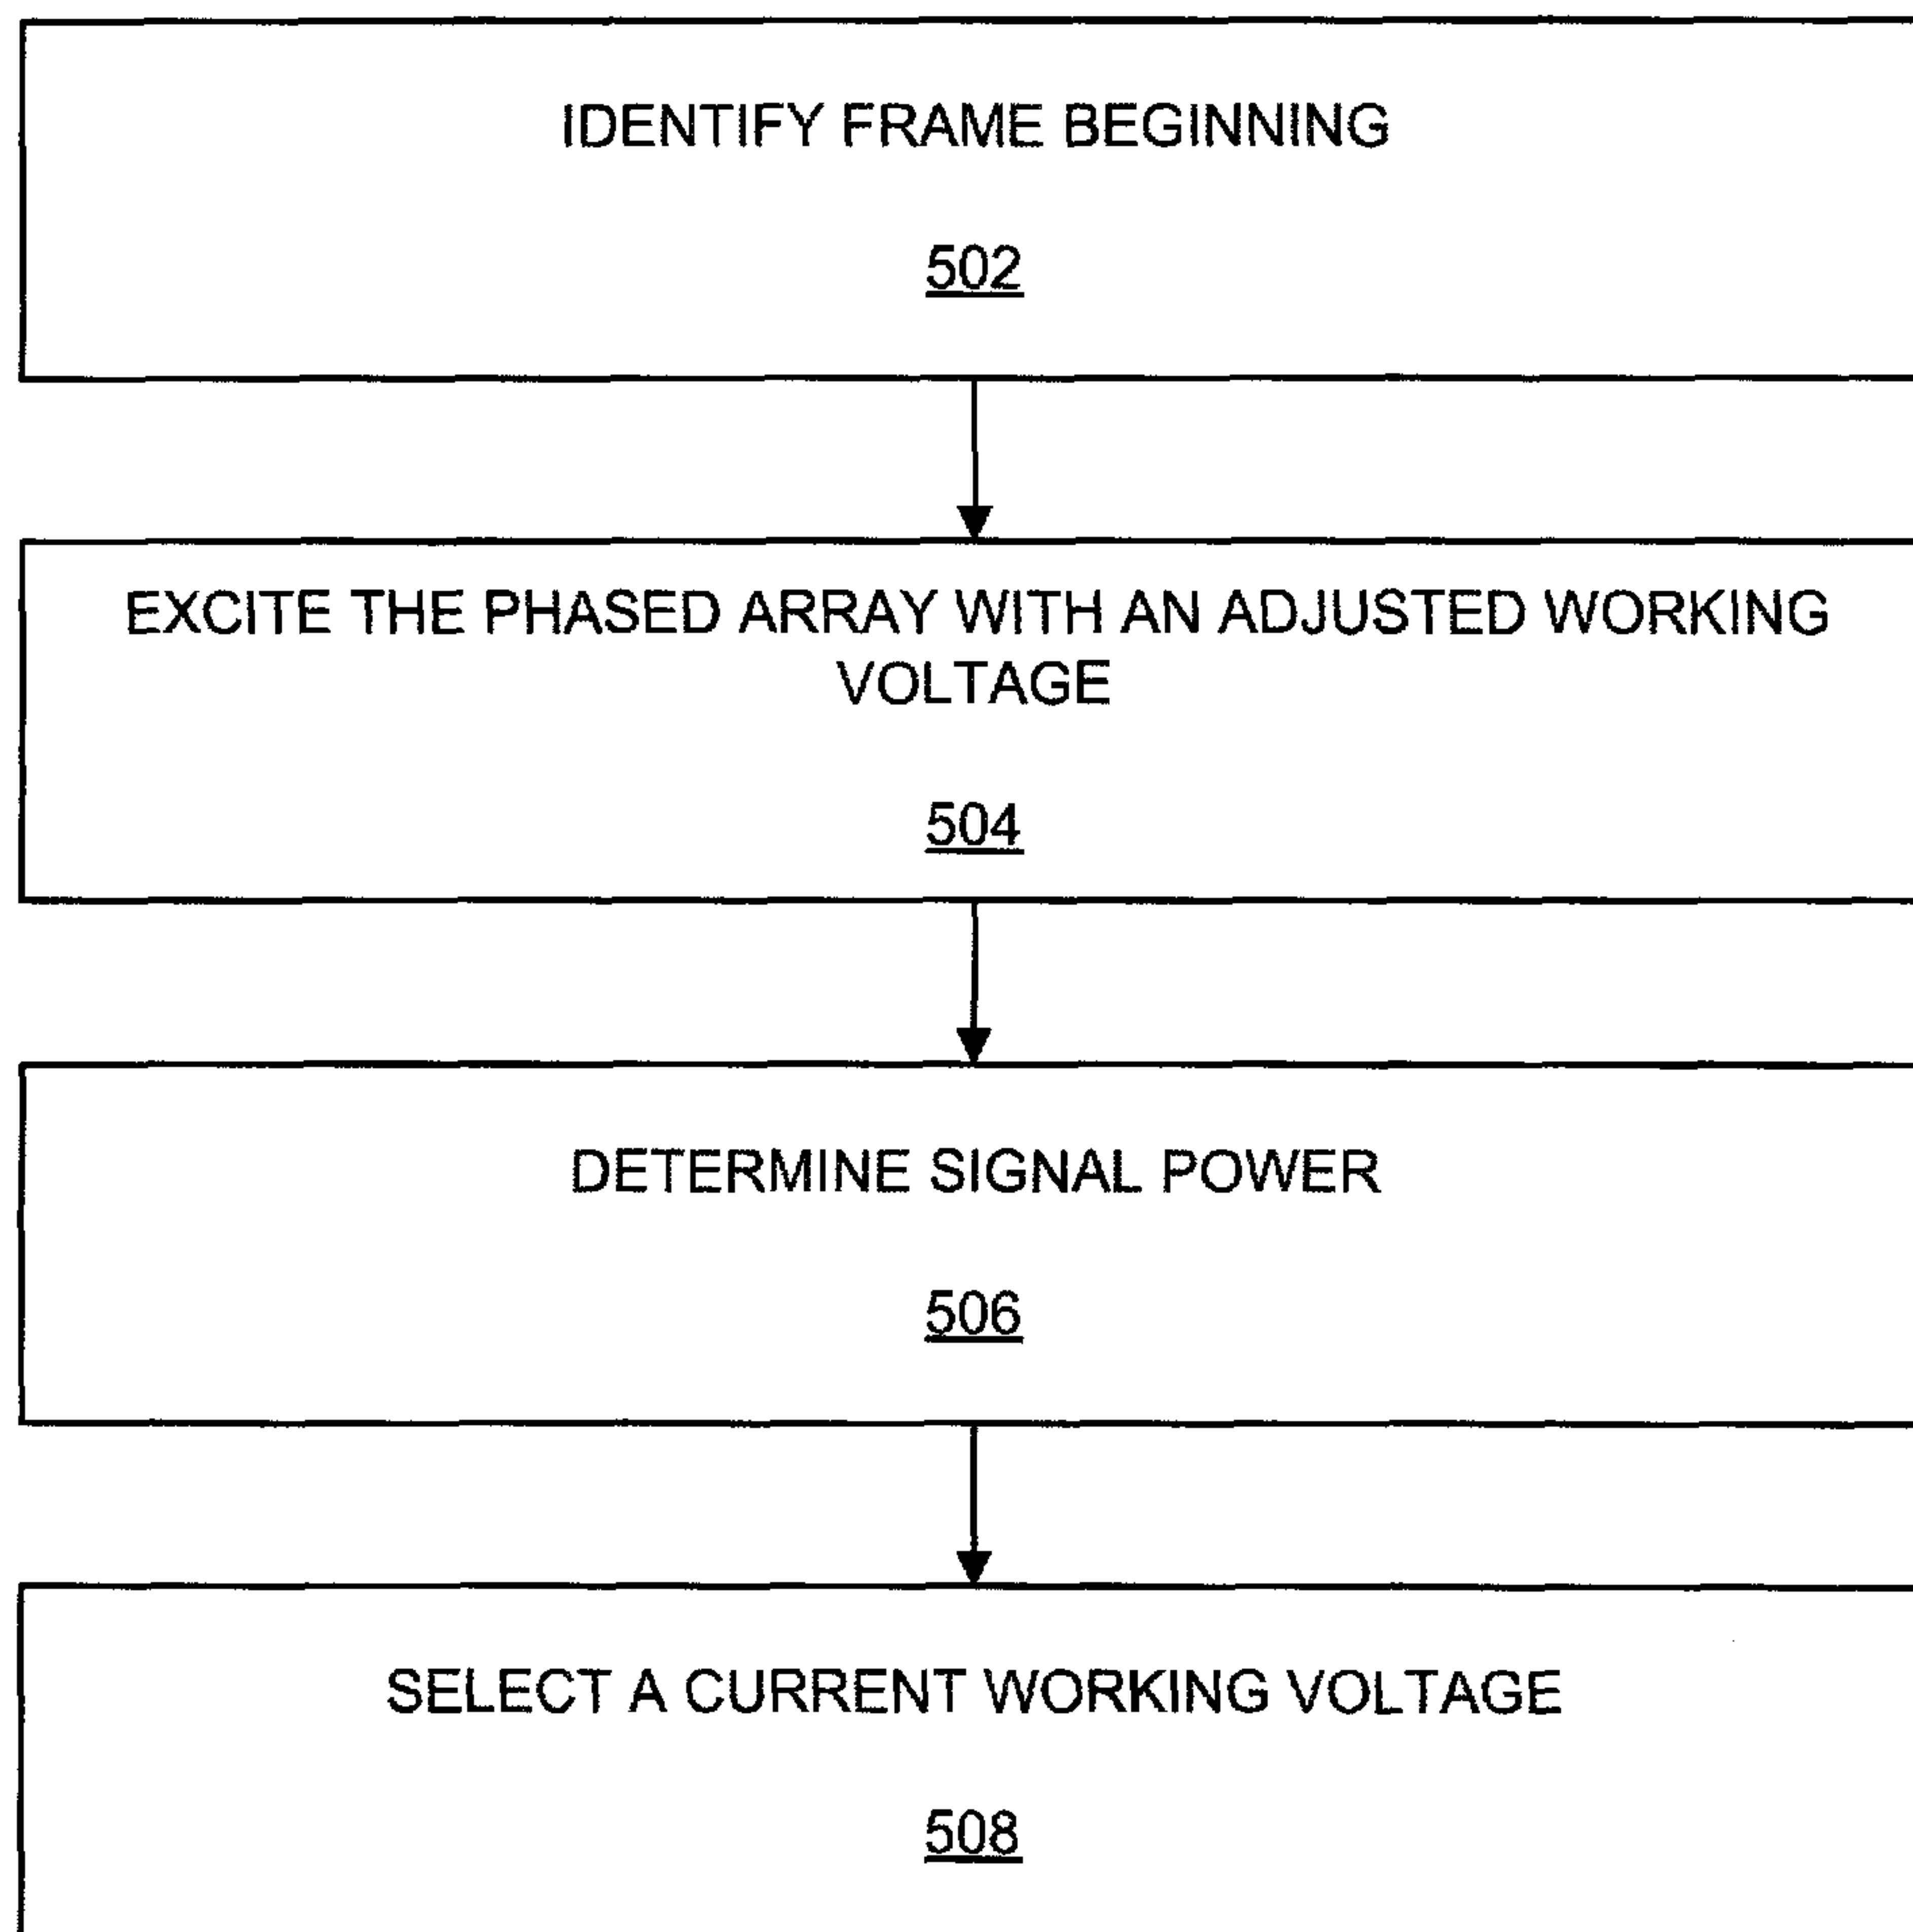 IDENTIFY FRAME BEGINNING
502
EXCITE THE PHASED ARRAY WITH AN ADJUSTED WORKING
VOLTAGE
504
DETERMINE SIGNAL POWER
506
SELECT A CURRENT WORKING VOLTAGE
508